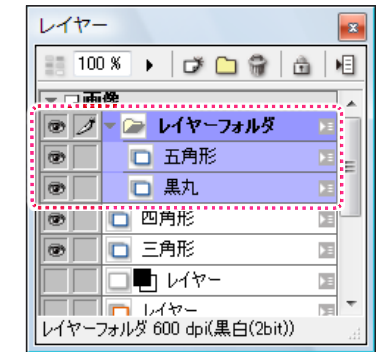 レイヤー
100 %
画像
レイヤーフォルダ
五角形
黒丸
四角形
三角形
レイヤー
レイヤー
レイヤーフォルダ 600 dpi(黒白(2bit))